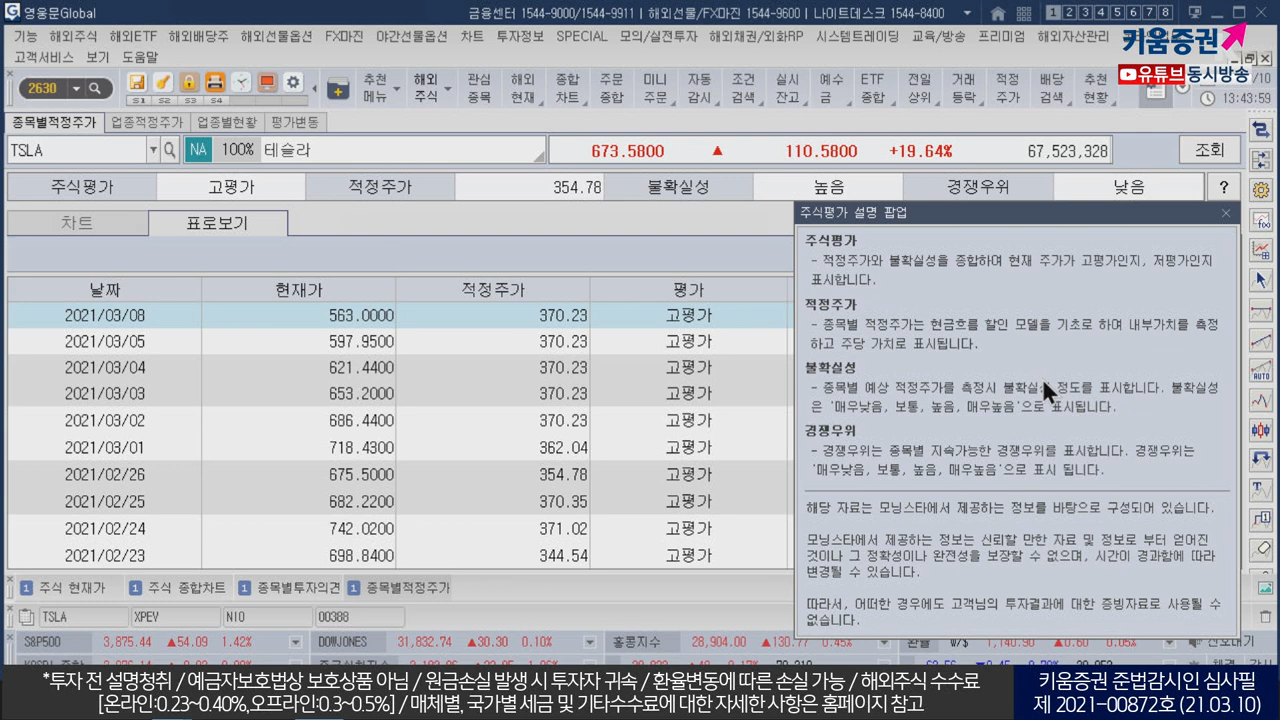 영웅문Global
금융센터 1544-9000/1544-9911 | 해외선물/FX마진 1544-9600 | 나이트데스크 1544-8400
1 2 3 4 5 6 7 8
기능 해외주식 해외ETF 해외배당주 해외선물옵션 FX마진 야간선물옵션 차트 투자정보 SPECIAL 모의/실전투자 해외채권/외화RP 시스템트레이딩 교육/방송 프리미엄 해외자산관리
고객서비스 보기 도움말
키움증권
유튜브동시방송
2630
S1 S2 S3 S4
추천메뉴 해외주식 관심종목 해외현재 종합차트 주문종합 미니주문 자동감시 조건검색 실시잔고 예수금 ETF종합 전일상위 거래등락 적정주가 배당검색 추천현황
13:43:59
종목별적정주가 업종적정주가 업종별현황 평가변동
TSLA NA 100% 테슬라 673.5800 ▲ 110.5800 +19.64% 67,523,328 조회
주식평가 고평가 적정주가 354.78 불확실성 높음 경쟁우위 낮음 ?
차트 표로보기
날짜 현재가 적정주가 평가
2021/03/08 563.0000 370.23 고평가
2021/03/05 597.9500 370.23 고평가
2021/03/04 621.4400 370.23 고평가
2021/03/03 653.2000 370.23 고평가
2021/03/02 686.4400 370.23 고평가
2021/03/01 718.4300 362.04 고평가
2021/02/26 675.5000 354.78 고평가
2021/02/25 682.2200 370.35 고평가
2021/02/24 742.0200 371.02 고평가
2021/02/23 698.8400 344.54 고평가
주식평가 설명 팝업
주식평가
- 적정주가와 불확실성을 종합하여 현재 주가가 고평가인지, 저평가인지
표시합니다.
적정주가
- 종목별 적정주가는 현금흐름 할인 모델을 기초로 하여 내부가치를 측정
하고 주당 가치로 표시됩니다.
불확실성
- 종목별 예상 적정주가를 측정시 불확실성 정도를 표시합니다. 불확실성
은 '매우낮음, 보통, 높음, 매우높음'으로 표시됩니다.
경쟁우위
- 경쟁우위는 종목별 지속가능한 경쟁우위를 표시합니다. 경쟁우위는
'매우낮음, 보통, 높음, 매우높음'으로 표시 됩니다.
해당 자료는 모닝스타에서 제공하는 정보를 바탕으로 구성되어 있습니다.
모닝스타에서 제공하는 정보는 신뢰할 만한 자료 및 정보로 부터 얻어진
것이나 그 정확성이나 완전성을 보장할 수 없으며, 시간이 경과함에 따라
변경될 수 있습니다.
따라서, 어떠한 경우에도 고객님의 투자결과에 대한 증빙자료로 사용될 수
없습니다.
AUTO
1 주식 현재가 1 주식 종합차트 1 종목별투자의견 1 종목별적정주가
TSLA XPEV NIO 00388
S&P500 3,875.44 ▲54.09 1.42% DOWJONES 31,832.74 ▲30.30 0.10% 홍콩지수 28,904.00 ▲130.77 0.45% 환율 W/$ 1,140.90 ▲0.60 0.05%
*투자 전 설명청취 / 예금자보호법상 보호상품 아님 / 원금손실 발생 시 투자자 귀속 / 환율변동에 따른 손실 가능 / 해외주식 수수료
[온라인:0.23~0.40%,오프라인:0.3~0.5%] / 매체별, 국가별 세금 및 기타수수료에 대한 자세한 사항은 홈페이지 참고
키움증권 준법감시인 심사필
제 2021-00872호 (21.03.10)